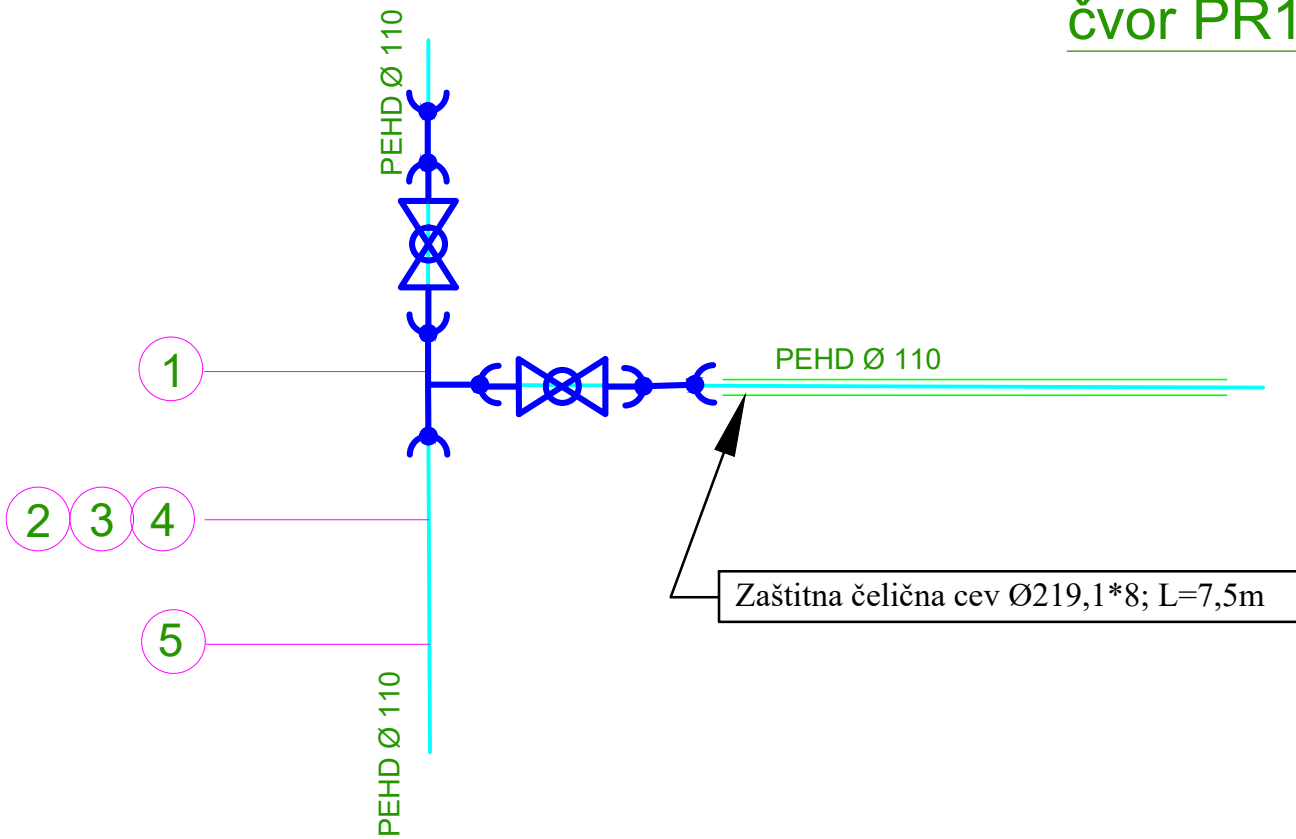 čvor PR1
PEHD Ø 110
1
PEHD Ø 110
2 3 4
Zaštitna čelična cev Ø219,1*8; L=7,5m
5
PEHD Ø 110